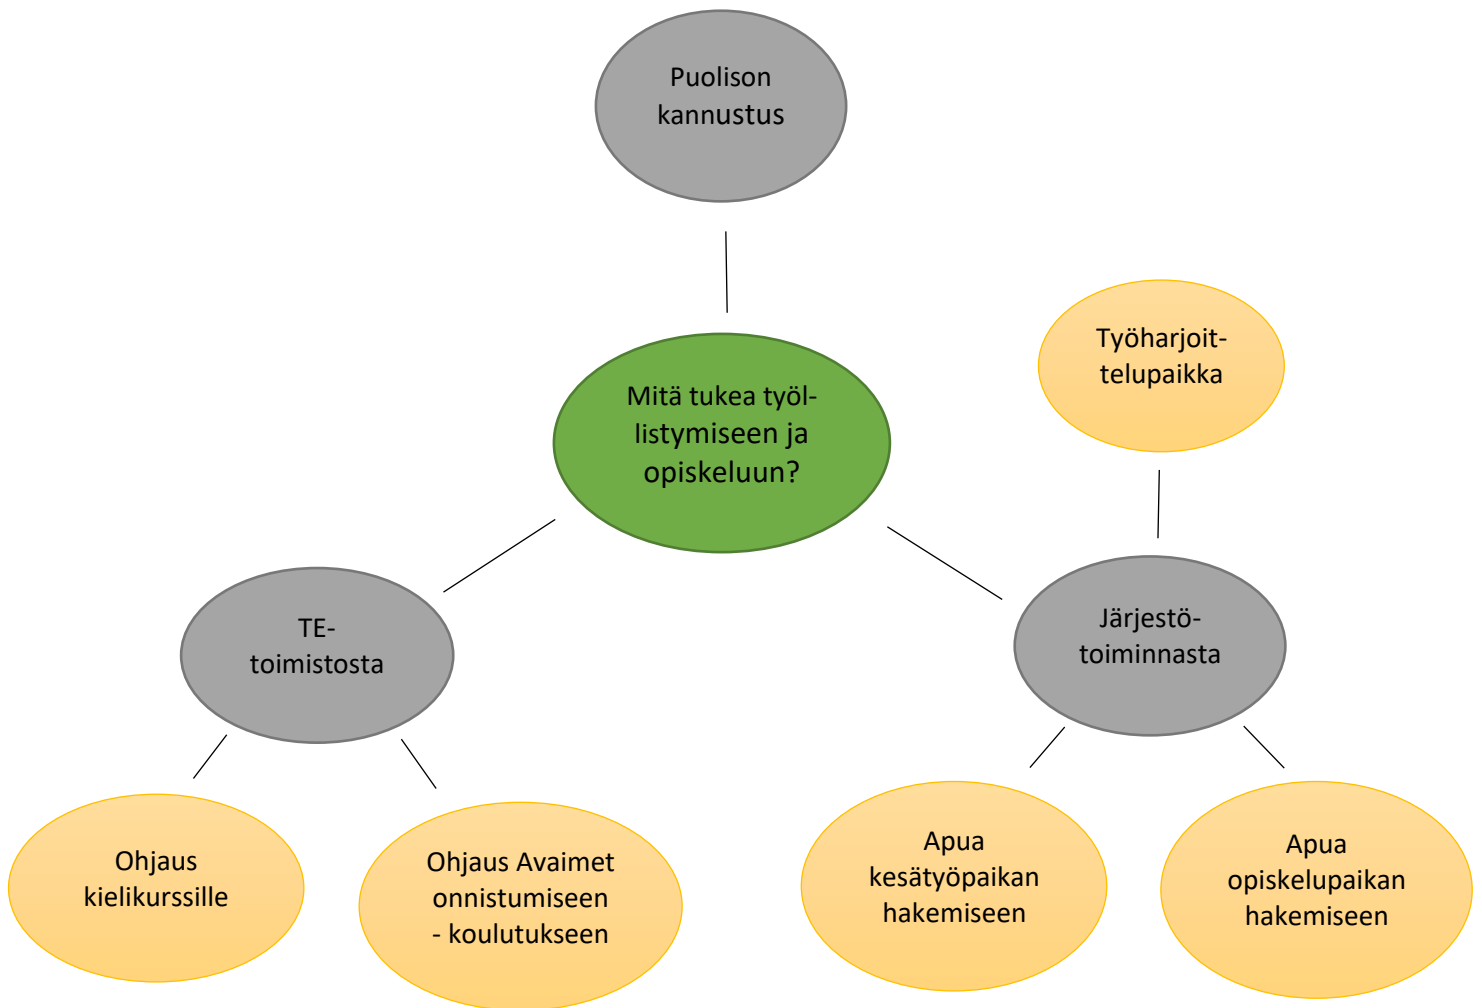 Puolison
kannustus
Työharjoit-
telupaikka
Mitä tukea työl-
listymiseen ja
opiskeluun?
TE-
toimistosta
Järjestö-
toiminnasta
Ohjaus
kielikurssille
Ohjaus Avaimet
onnistumiseen
- koulutukseen
Apua
kesätyöpaikan
hakemiseen
Apua
opiskelupaikan
hakemiseen